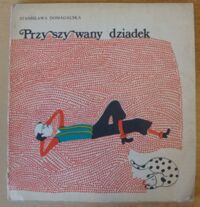 STANISŁAWA DOMAGALSKA
Przyszywany dziadek